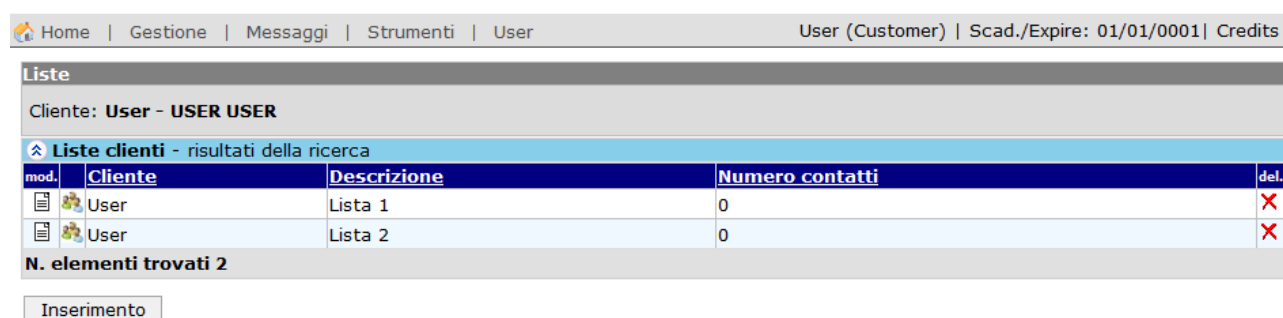 Home | Gestione | Messaggi | Strumenti | User User (Customer) | Scad./Expire: 01/01/0001| Credits
Liste
Cliente: User - USER USER
Liste clienti - risultati della ricerca
mod. Cliente Descrizione Numero contatti del.
User Lista 1 0
User Lista 2 0
N. elementi trovati 2
Inserimento